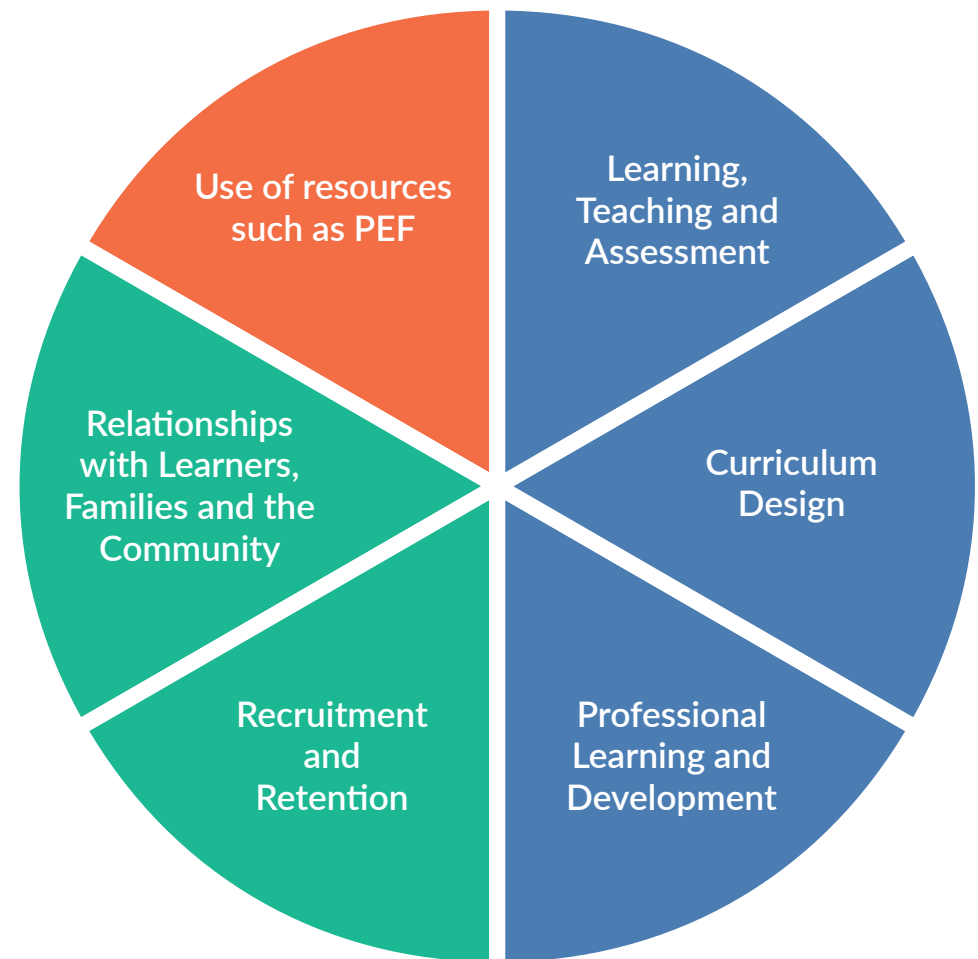 Use of resources
such as PEF
Learning,
Teaching and
Assessment
Relationships
with Learners,
Families and the
Community
Curriculum
Design
Recruitment
and
Retention
Professional
Learning and
Development